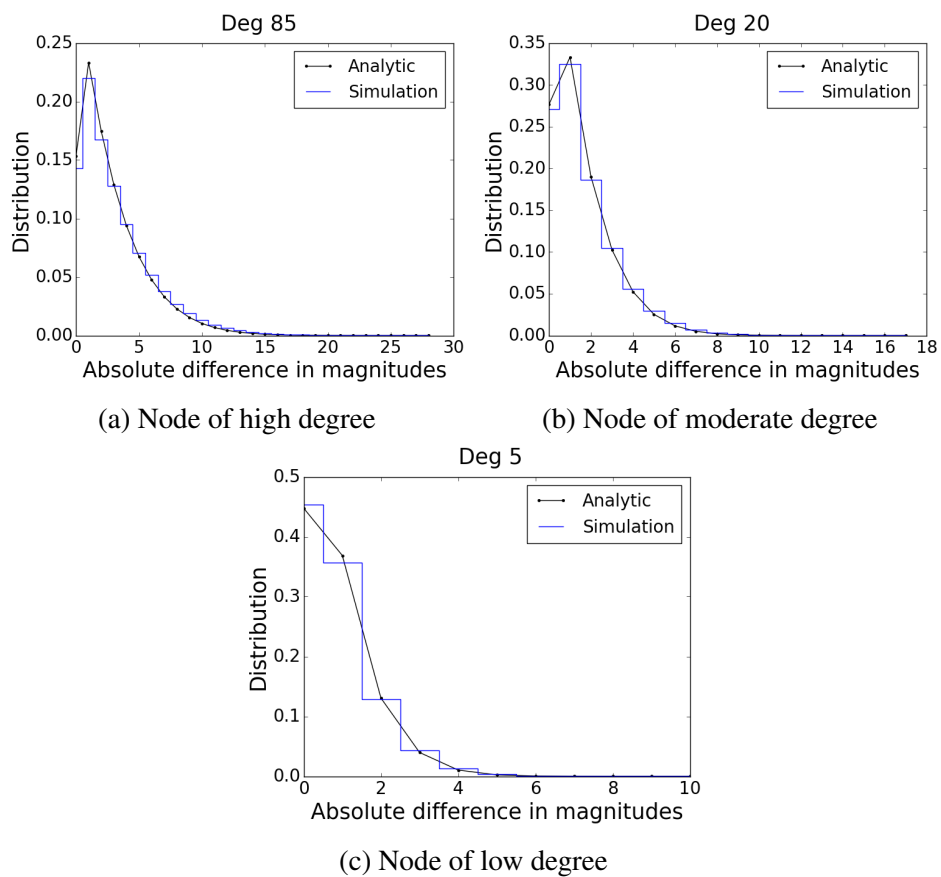 Deg 85
0.25
0.20
0.15
0.10
0.05
0.00
Distribution
Analytic
Simulation
0 5 10 15 20 25 30
Absolute difference in magnitudes
(a) Node of high degree
Deg 20
0.35
0.30
0.25
0.20
0.15
0.10
0.05
0.00
Distribution
Analytic
Simulation
0 2 4 6 8 10 12 14 16 18
Absolute difference in magnitudes
(b) Node of moderate degree
Deg 5
0.5
0.4
0.3
0.2
0.1
0.0
Distribution
Analytic
Simulation
0 2 4 6 8 10
Absolute difference in magnitudes
(c) Node of low degree